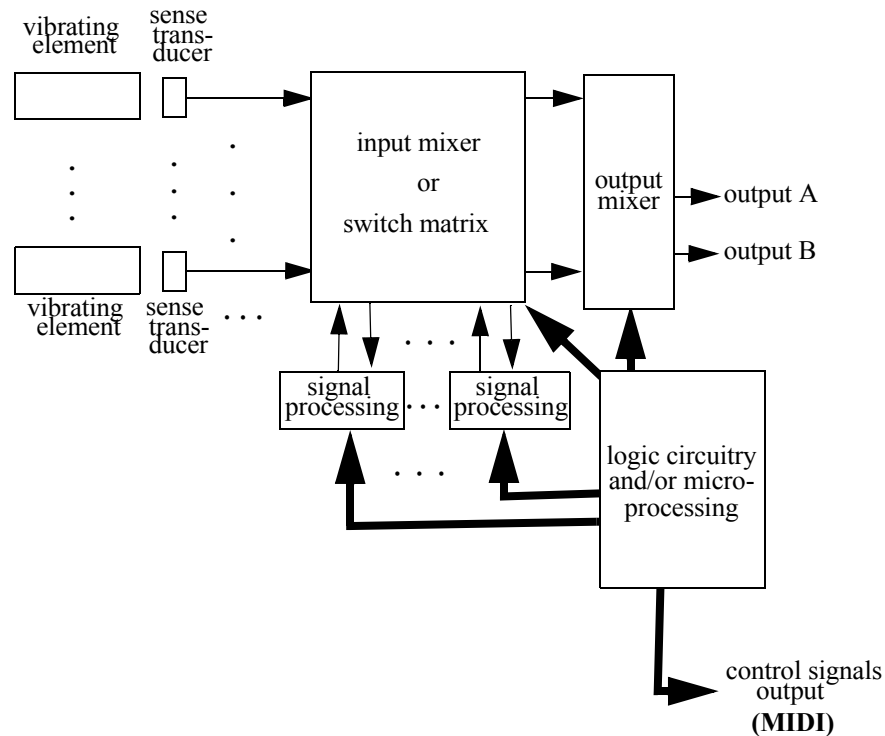 vibrating
element
sense
trans-
ducer
input mixer
or
switch matrix
output
mixer
output A
output B
vibrating
element
sense
trans-
ducer
signal
processing
signal
processing
logic circuitry
and/or micro-
processing
control signals
output
(MIDI)